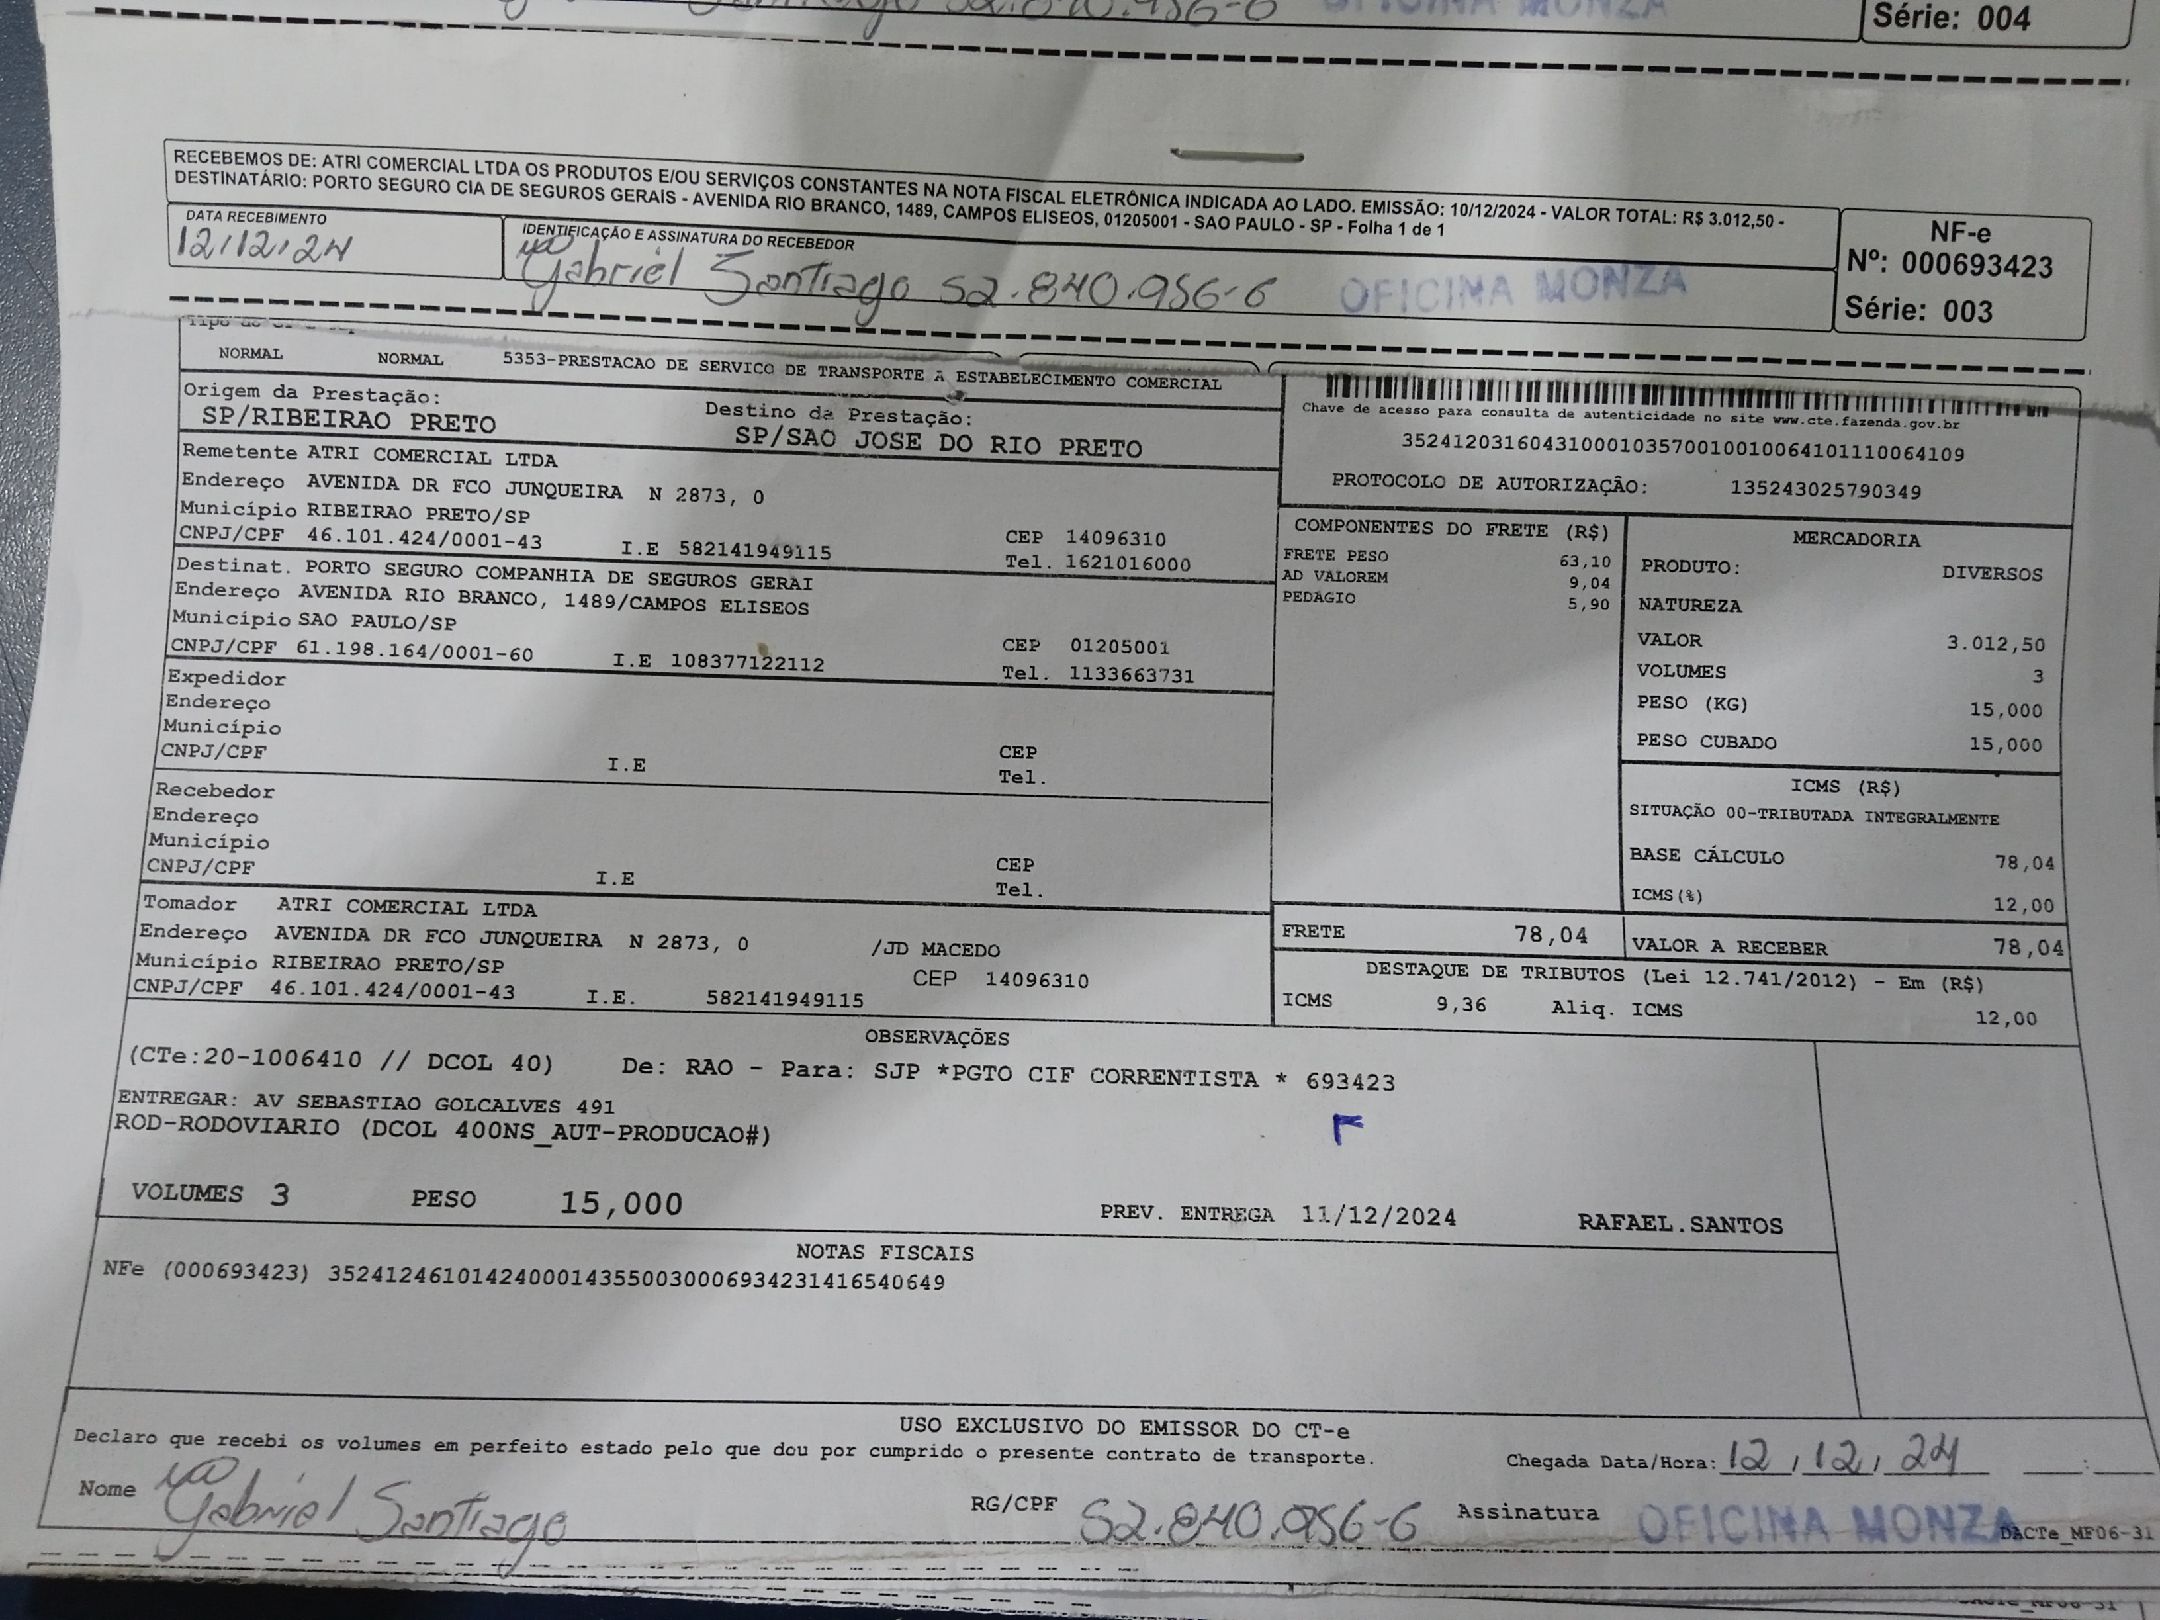 Série: 004
RECEBEMOS DE: ATRI COMERCIAL LTDA OS PRODUTOS E/OU SERVIÇOS CONSTANTES NA NOTA FISCAL ELETRÔNICA INDICADA AO LADO. EMISSÃO: 10/12/2024 - VALOR TOTAL: R$ 3.012,50 -
DESTINATÁRIO: PORTO SEGURO CIA DE SEGUROS GERAIS - AVENIDA RIO BRANCO, 1489, CAMPOS ELISEOS, 01205001 - SAO PAULO - SP - Folha 1 de 1
DATA RECEBIMENTO
12/12/24
IDENTIFICAÇÃO E ASSINATURA DO RECEBEDOR
Gabriel Santiago 52.840.956-6 OFICINA MONZA
NF-e
Nº: 000693423
Série: 003
NORMAL NORMAL 5353-PRESTACAO DE SERVICO DE TRANSPORTE A ESTABELECIMENTO COMERCIAL
Origem da Prestação:
SP/RIBEIRAO PRETO
Destino da Prestação:
SP/SAO JOSE DO RIO PRETO
Chave de acesso para consulta de autenticidade no site www.cte.fazenda.gov.br
35241203160431000103570010010064101110064109
PROTOCOLO DE AUTORIZAÇÃO: 135243025790349
Remetente ATRI COMERCIAL LTDA
Endereço AVENIDA DR FCO JUNQUEIRA N 2873, 0
Município RIBEIRAO PRETO/SP CEP 14096310
CNPJ/CPF 46.101.424/0001-43 I.E 582141949115 Tel. 1621016000
Destinat. PORTO SEGURO COMPANHIA DE SEGUROS GERAI
Endereço AVENIDA RIO BRANCO, 1489/CAMPOS ELISEOS
Município SAO PAULO/SP CEP 01205001
CNPJ/CPF 61.198.164/0001-60 I.E 108377122112 Tel. 1133663731
Expedidor
Endereço
Município CEP
CNPJ/CPF I.E Tel.
Recebedor
Endereço
Município CEP
CNPJ/CPF I.E Tel.
Tomador ATRI COMERCIAL LTDA
Endereço AVENIDA DR FCO JUNQUEIRA N 2873, 0 /JD MACEDO
Município RIBEIRAO PRETO/SP CEP 14096310
CNPJ/CPF 46.101.424/0001-43 I.E. 582141949115
COMPONENTES DO FRETE (R$)
FRETE PESO 63,10
AD VALOREM 9,04
PEDAGIO 5,90
MERCADORIA
PRODUTO: DIVERSOS
NATUREZA
VALOR 3.012,50
VOLUMES 3
PESO (KG) 15,000
PESO CUBADO 15,000
ICMS (R$)
SITUAÇÃO 00-TRIBUTADA INTEGRALMENTE
BASE CÁLCULO 78,04
ICMS(%) 12,00
FRETE 78,04 VALOR A RECEBER 78,04
DESTAQUE DE TRIBUTOS (Lei 12.741/2012) - Em (R$)
ICMS 9,36 Aliq. ICMS 12,00
OBSERVAÇÕES
(CTe:20-1006410 // DCOL 40) De: RAO - Para: SJP *PGTO CIF CORRENTISTA * 693423
ENTREGAR: AV SEBASTIAO GOLCALVES 491
ROD-RODOVIARIO (DCOL 400NS_AUT-PRODUCAO#)
VOLUMES 3 PESO 15,000 PREV. ENTREGA 11/12/2024 RAFAEL.SANTOS
NOTAS FISCAIS
NFe (000693423) 35241246101424000143550030006934231416540649
USO EXCLUSIVO DO EMISSOR DO CT-e
Declaro que recebi os volumes em perfeito estado pelo que dou por cumprido o presente contrato de transporte. Chegada Data/Hora: 12/12/24
Nome Gabriel Santiago RG/CPF 52.840.956-6 Assinatura OFICINA MONZA
DACTe_MF06-31